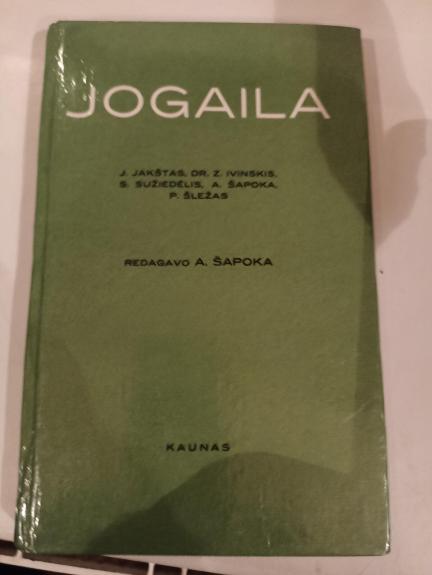 JOGAILA
J. JAKŠTAS, DR. Z. IVINSKIS,
S. SUŽIEDĖLIS, A. ŠAPOKA,
P. ŠLEŽAS
REDAGAVO A. ŠAPOKA
KAUNAS